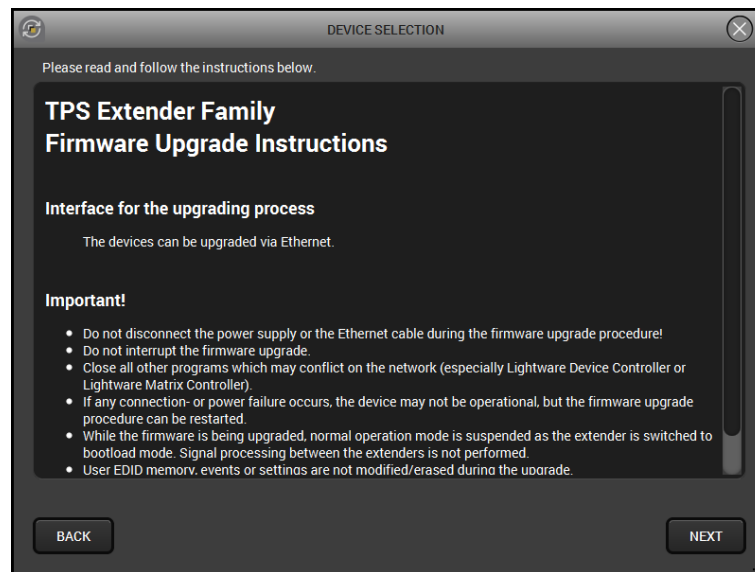 DEVICE SELECTION
Please read and follow the instructions below.
TPS Extender Family
Firmware Upgrade Instructions
Interface for the upgrading process
The devices can be upgraded via Ethernet.
Important!
• Do not disconnect the power supply or the Ethernet cable during the firmware upgrade procedure!
• Do not interrupt the firmware upgrade.
• Close all other programs which may conflict on the network (especially Lightware Device Controller or
Lightware Matrix Controller).
• If any connection- or power failure occurs, the device may not be operational, but the firmware upgrade
procedure can be restarted.
• While the firmware is being upgraded, normal operation mode is suspended as the extender is switched to
bootload mode. Signal processing between the extenders is not performed.
• User EDID memory, events or settings are not modified/erased during the upgrade.
BACK
NEXT